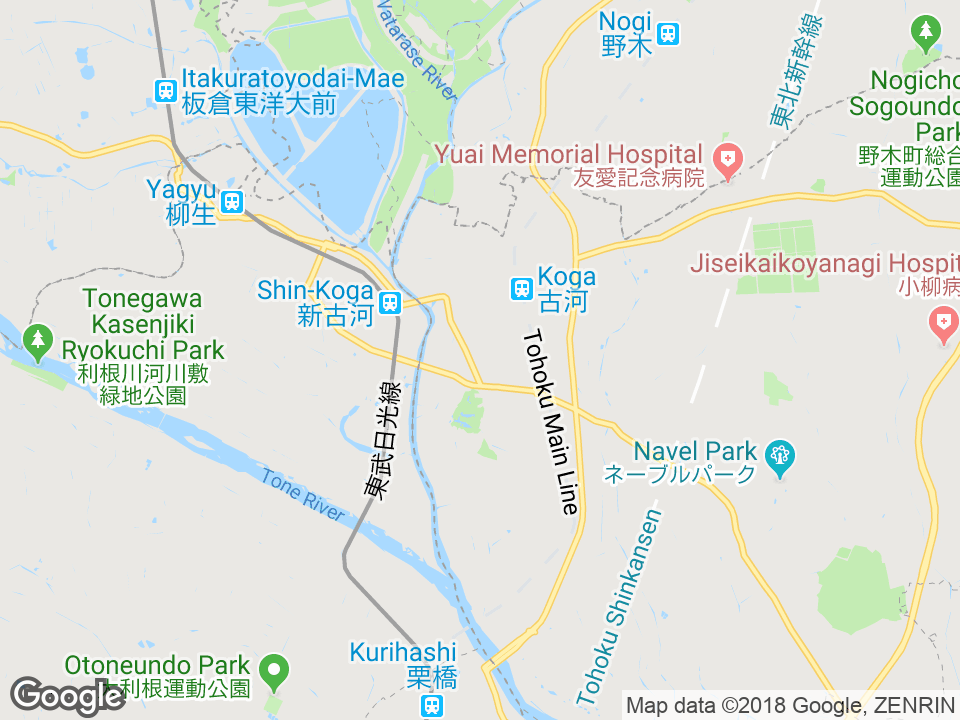 Watarase River
Nogi
野木
東北新幹線
Nogicho
Sogoundo
Park
野木町総合
運動公園
Itakuratoyodai-Mae
板倉東洋大前
Yuai Memorial Hospital
友愛記念病院
Yagyu
柳生
Jiseikaikoyanagi Hospit
小柳病
Koga
古河
Shin-Koga
新古河
Tonegawa
Kasenjiki
Ryokuchi Park
利根川河川敷
緑地公園
Tohoku Main Line
東武日光線
Navel Park
ネーブルパーク
Tone River
Tohoku Shinkansen
Kurihashi
栗橋
Otoneundo Park
利根運動公園
Google
Map data ©2018 Google, ZENRIN